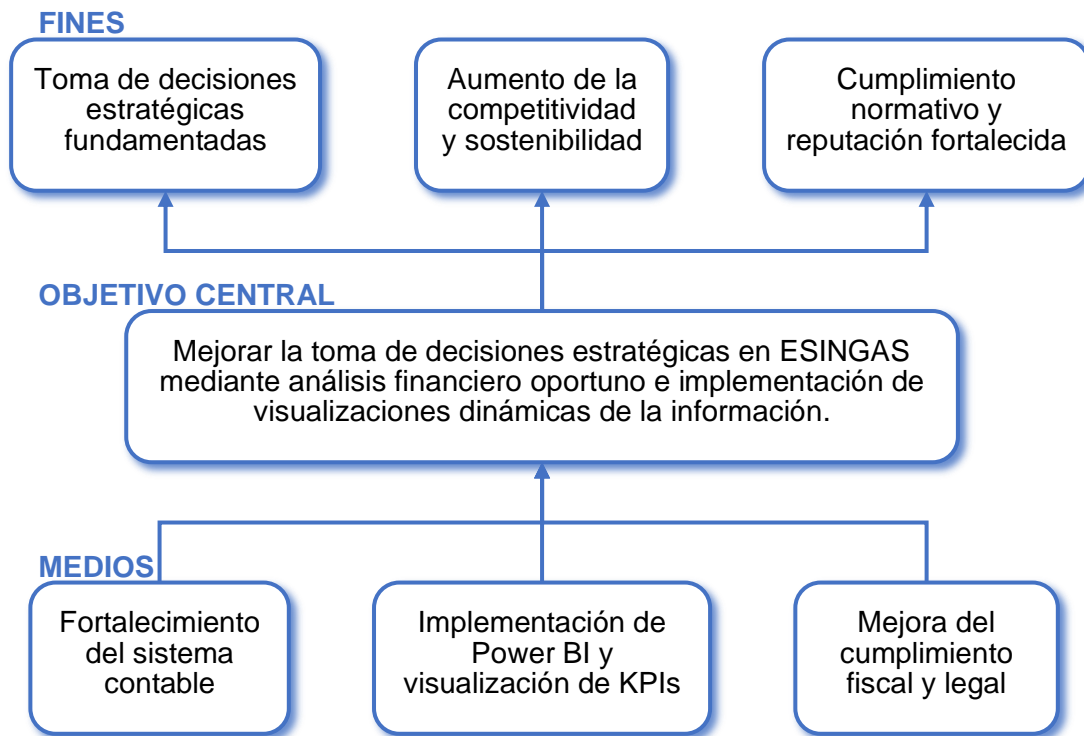 FINES
Toma de decisiones
estratégicas
fundamentadas
Aumento de la
competitividad
y sostenibilidad
Cumplimiento
normativo y
reputación fortalecida
OBJETIVO CENTRAL
Mejorar la toma de decisiones estratégicas en ESINGAS
mediante análisis financiero oportuno e implementación de
visualizaciones dinámicas de la información.
MEDIOS
Fortalecimiento
del sistema
contable
Implementación de
Power BI y
visualización de KPIs
Mejora del
cumplimiento
fiscal y legal